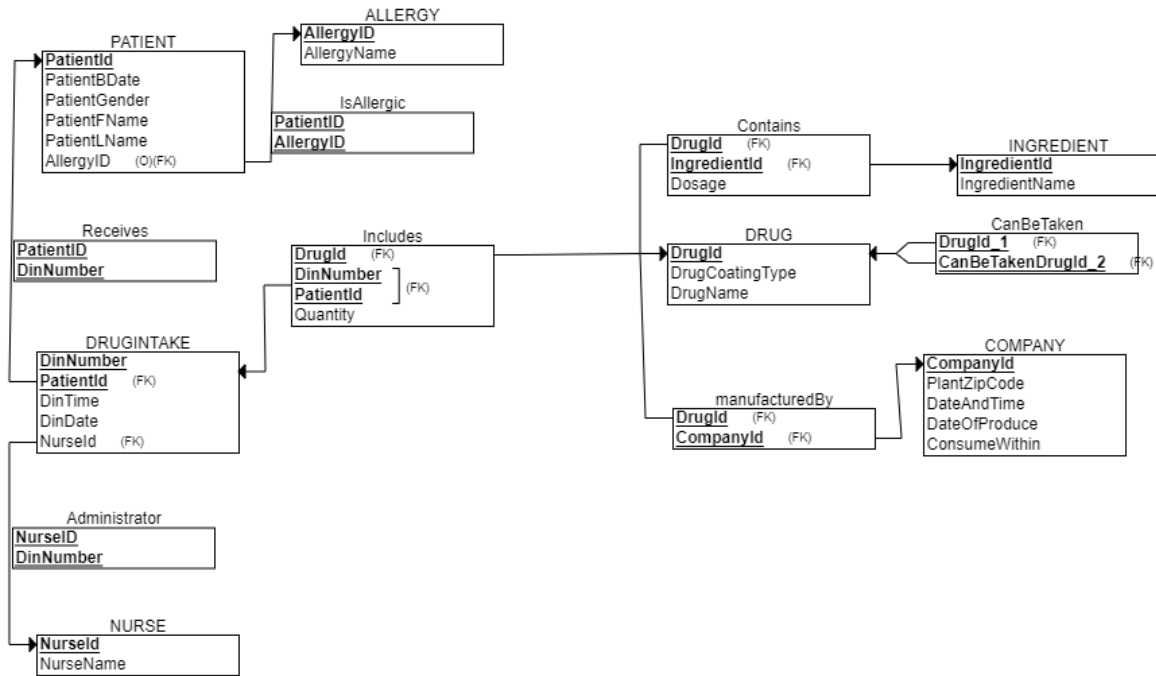 ALLERGY
AllergyID
AllergyName
PATIENT
PatientId
PatientBDate
PatientGender
PatientFName
PatientLName
AllergyID (O)(FK)
IsAllergic
PatientID
AllergyID
Contains
DrugId (FK)
IngredientId (FK)
Dosage
INGREDIENT
IngredientId
IngredientName
Receives
PatientID
DinNumber
Includes
DrugId (FK)
DinNumber
PatientId
(FK)
Quantity
DRUG
DrugId
DrugCoatingType
DrugName
CanBeTaken
DrugId_1 (FK)
CanBeTakenDrugId_2 (FK)
DRUGINTAKE
DinNumber
PatientId (FK)
DinTime
DinDate
NurseId (FK)
manufacturedBy
DrugId (FK)
CompanyId (FK)
COMPANY
CompanyId
PlantZipCode
DateAndTime
DateOfProduce
ConsumeWithin
Administrator
NurseID
DinNumber
NURSE
NurseId
NurseName